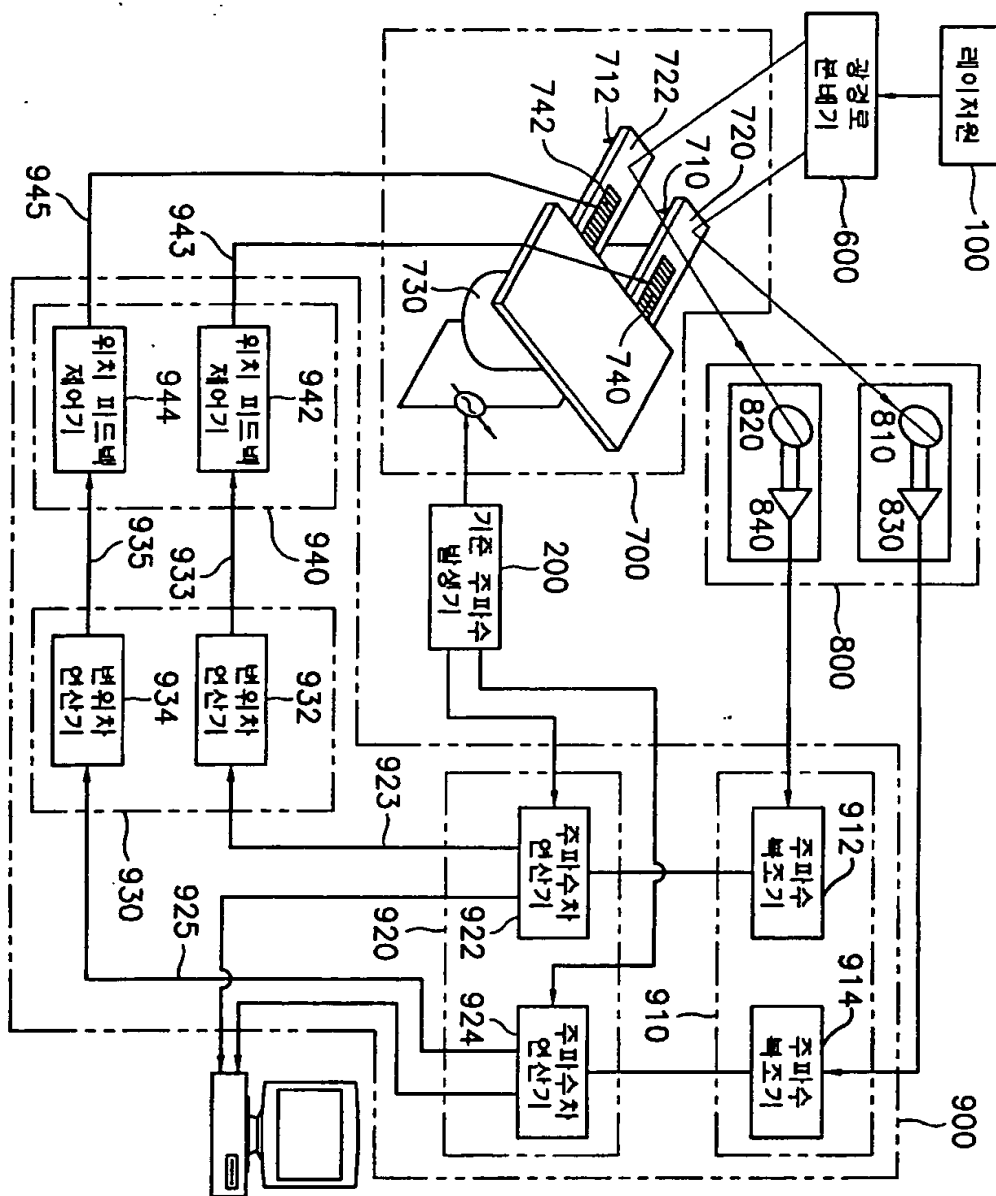 레이저원
100
900
810
830
광경로
분배기
600
800
912
914
820
840
주파수
복조기
주파수
복조기
720
910
722
710
700
740
712
742
200
주파수차
연산기
922
주파수차
연산기
924
기준 주파수
발생기
920
730
923
943
942
933
940
932
위치 피드백
제어기
변위차
연산기
925
930
945
944
935
934
위치 피드백
제어기
변위차
연산기